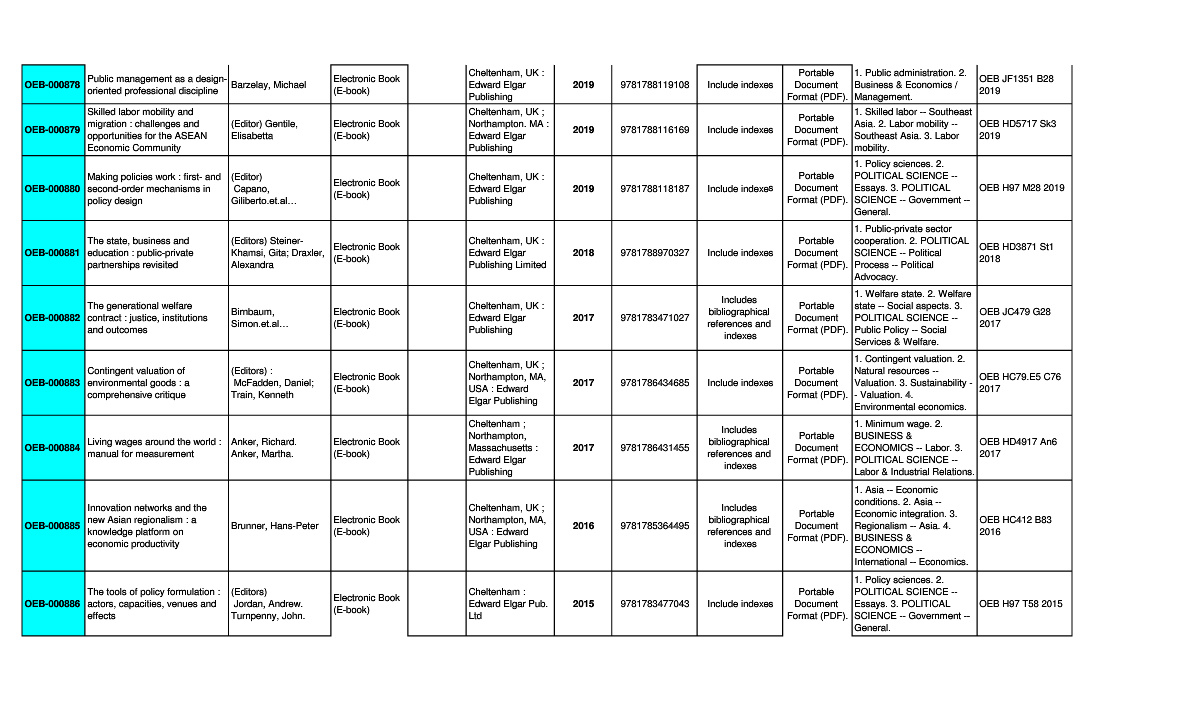 OEB-000878
Public management as a design-
oriented professional discipline
Barzelay, Michael
Electronic Book
(E-book)
Cheltenham, UK :
Edward Elgar
Publishing
2019
9781788119108
Include indexes
Portable
Document
Format (PDF).
1. Public administration. 2.
Business & Economics /
Management.
OEB JF1351 B28
2019
OEB-000879
Skilled labor mobility and
migration : challenges and
opportunities for the ASEAN
Economic Community
(Editor) Gentile,
Elisabetta
Electronic Book
(E-book)
Cheltenham, UK ;
Northampton. MA :
Edward Elgar
Publishing
2019
9781788116169
Include indexes
Portable
Document
Format (PDF).
1. Skilled labor -- Southeast
Asia. 2. Labor mobility --
Southeast Asia. 3. Labor
mobility.
OEB HD5717 Sk3
2019
OEB-000880
Making policies work : first- and
second-order mechanisms in
policy design
(Editor)
Capano,
Giliberto.et.al…
Electronic Book
(E-book)
Cheltenham, UK :
Edward Elgar
Publishing
2019
9781788118187
Include indexes
Portable
Document
Format (PDF).
1. Policy sciences. 2.
POLITICAL SCIENCE --
Essays. 3. POLITICAL
SCIENCE -- Government --
General.
OEB H97 M28 2019
OEB-000881
The state, business and
education : public-private
partnerships revisited
(Editors) Steiner-
Khamsi, Gita; Draxler,
Alexandra
Electronic Book
(E-book)
Cheltenham, UK :
Edward Elgar
Publishing Limited
2018
9781788970327
Include indexes
Portable
Document
Format (PDF).
1. Public-private sector
cooperation. 2. POLITICAL
SCIENCE -- Political
Process -- Political
Advocacy.
OEB HD3871 St1
2018
OEB-000882
The generational welfare
contract : justice, institutions
and outcomes
Birnbaum,
Simon.et.al…
Electronic Book
(E-book)
Cheltenham, UK :
Edward Elgar
Publishing
2017
9781783471027
Includes
bibliographical
references and
indexes
Portable
Document
Format (PDF).
1. Welfare state. 2. Welfare
state -- Social aspects. 3.
POLITICAL SCIENCE --
Public Policy -- Social
Services & Welfare.
OEB JC479 G28
2017
OEB-000883
Contingent valuation of
environmental goods : a
comprehensive critique
(Editors) :
McFadden, Daniel;
Train, Kenneth
Electronic Book
(E-book)
Cheltenham, UK ;
Northampton, MA,
USA : Edward
Elgar Publishing
2017
9781786434685
Include indexes
Portable
Document
Format (PDF).
1. Contingent valuation. 2.
Natural resources --
Valuation. 3. Sustainability -
- Valuation. 4.
Environmental economics.
OEB HC79.E5 C76
2017
OEB-000884
Living wages around the world :
manual for measurement
Anker, Richard.
Anker, Martha.
Electronic Book
(E-book)
Cheltenham ;
Northampton,
Massachusetts :
Edward Elgar
Publishing
2017
9781786431455
Includes
bibliographical
references and
indexes
Portable
Document
Format (PDF).
1. Minimum wage. 2.
BUSINESS &
ECONOMICS -- Labor. 3.
POLITICAL SCIENCE --
Labor & Industrial Relations.
OEB HD4917 An6
2017
OEB-000885
Innovation networks and the
new Asian regionalism : a
knowledge platform on
economic productivity
Brunner, Hans-Peter
Electronic Book
(E-book)
Cheltenham, UK ;
Northampton, MA,
USA : Edward
Elgar Publishing
2016
9781785364495
Includes
bibliographical
references and
indexes
Portable
Document
Format (PDF).
1. Asia -- Economic
conditions. 2. Asia --
Economic integration. 3.
Regionalism -- Asia. 4.
BUSINESS &
ECONOMICS --
International -- Economics.
OEB HC412 B83
2016
OEB-000886
The tools of policy formulation :
actors, capacities, venues and
effects
(Editors)
Jordan, Andrew.
Turnpenny, John.
Electronic Book
(E-book)
Cheltenham :
Edward Elgar Pub.
Ltd
2015
9781783477043
Include indexes
Portable
Document
Format (PDF).
1. Policy sciences. 2.
POLITICAL SCIENCE --
Essays. 3. POLITICAL
SCIENCE -- Government --
General.
OEB H97 T58 2015